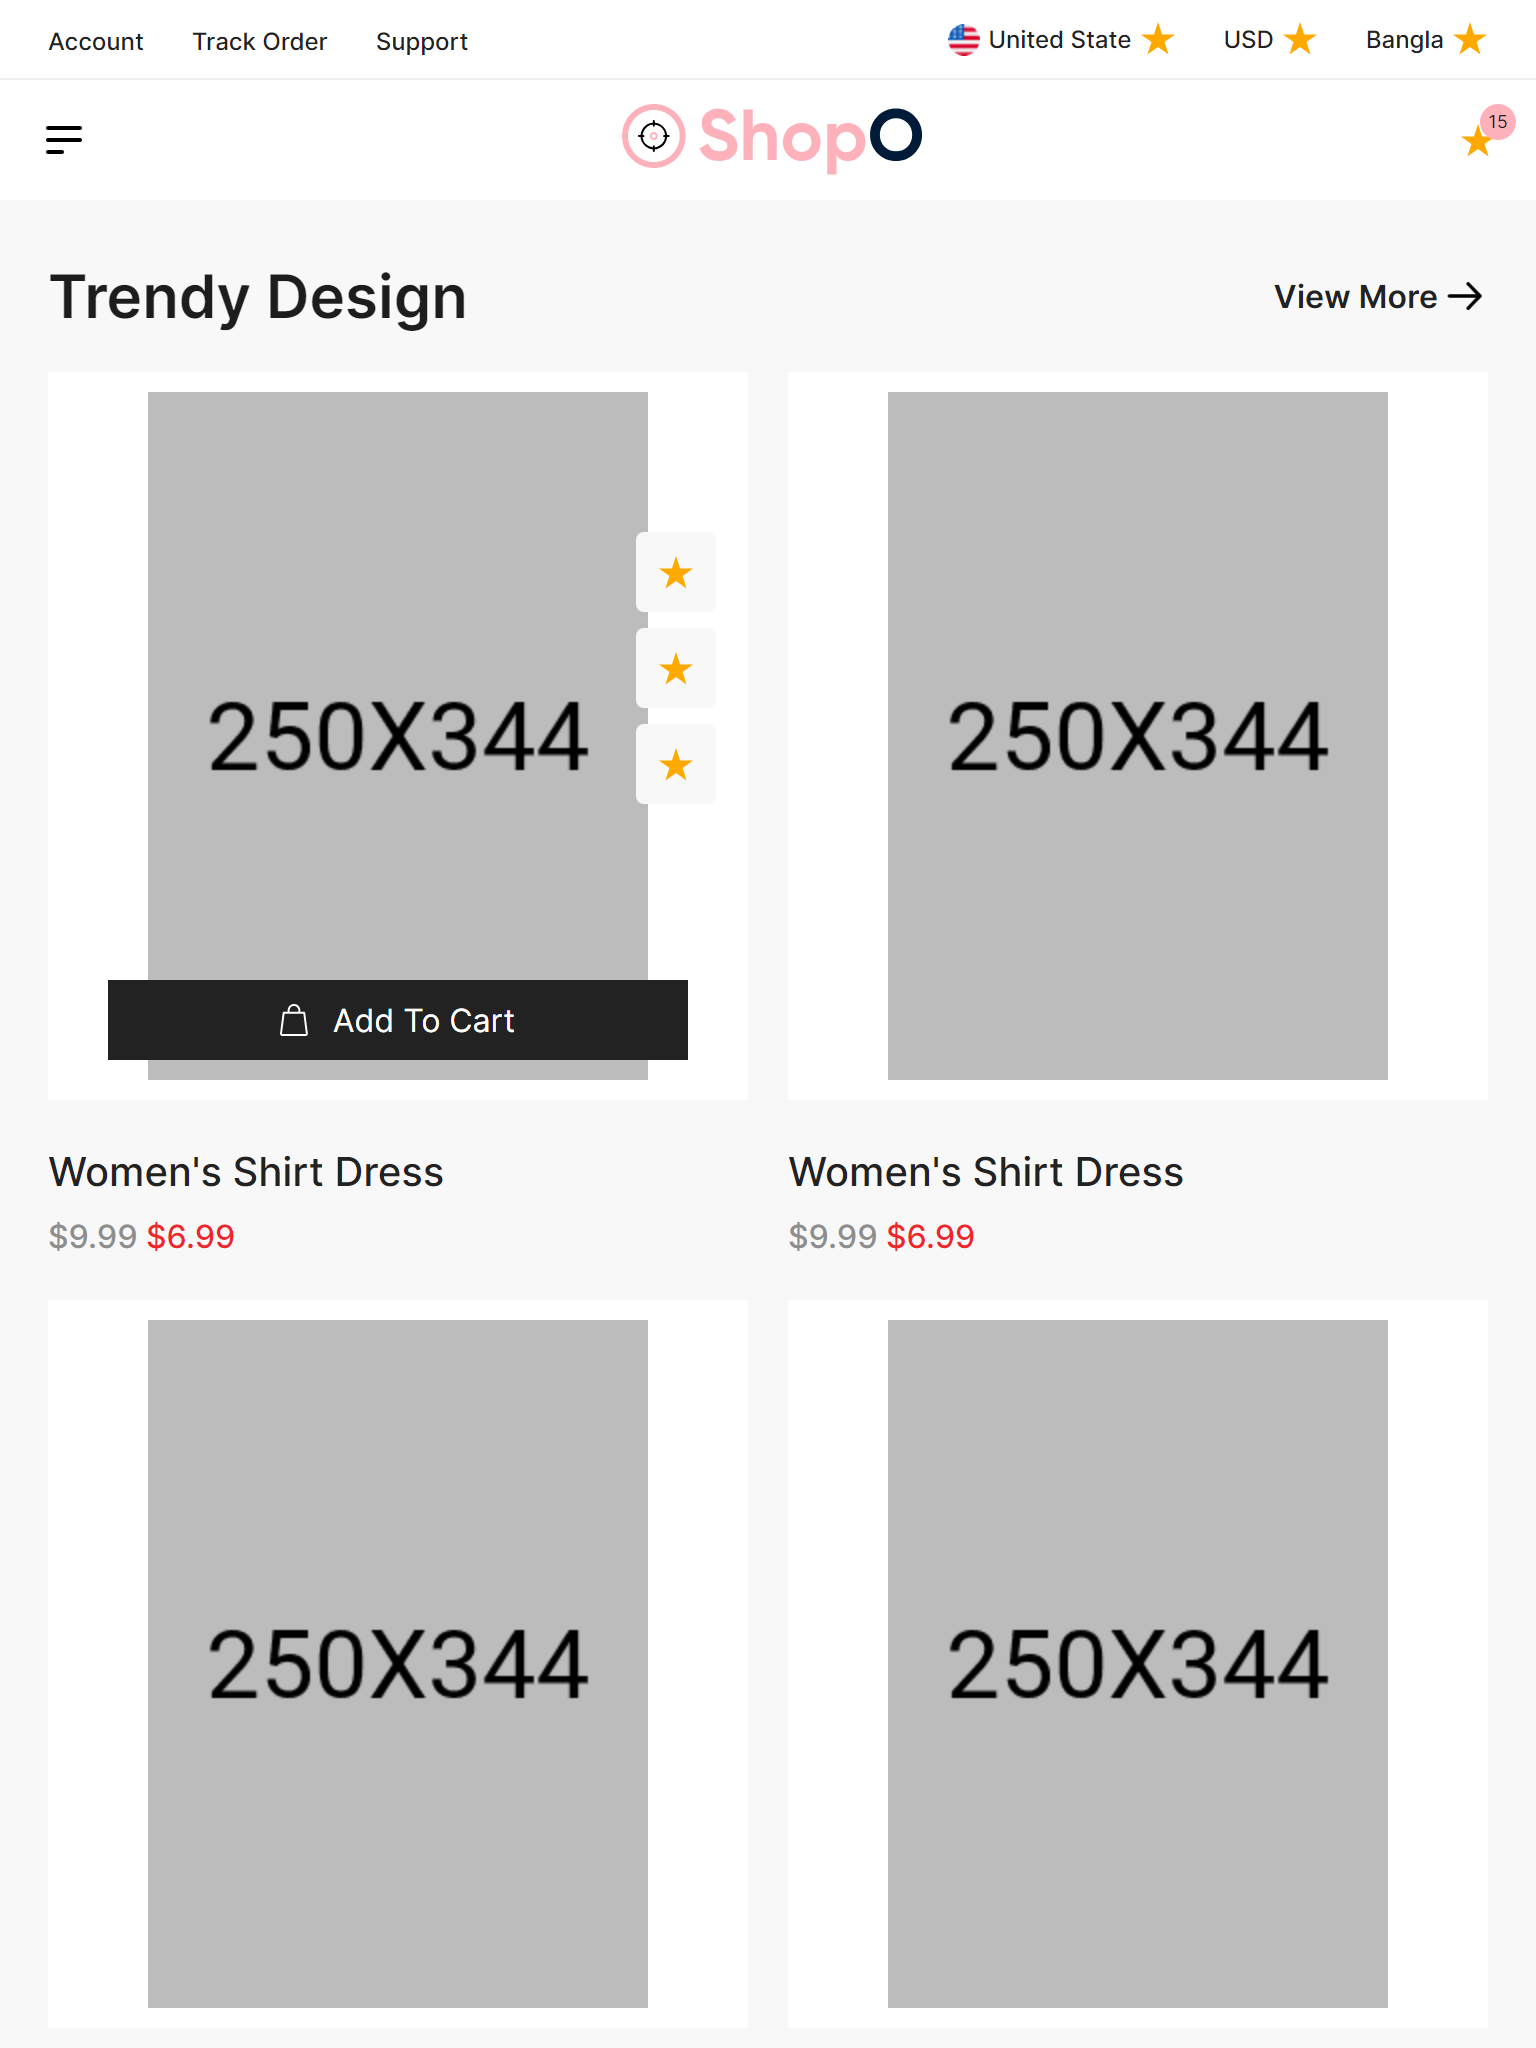 Account Track Order Support United State USD Bangla
ShopO 15
Trendy Design View More
250X344 250X344
Add To Cart
Women's Shirt Dress Women's Shirt Dress
$9.99 $6.99 $9.99 $6.99
250X344 250X344